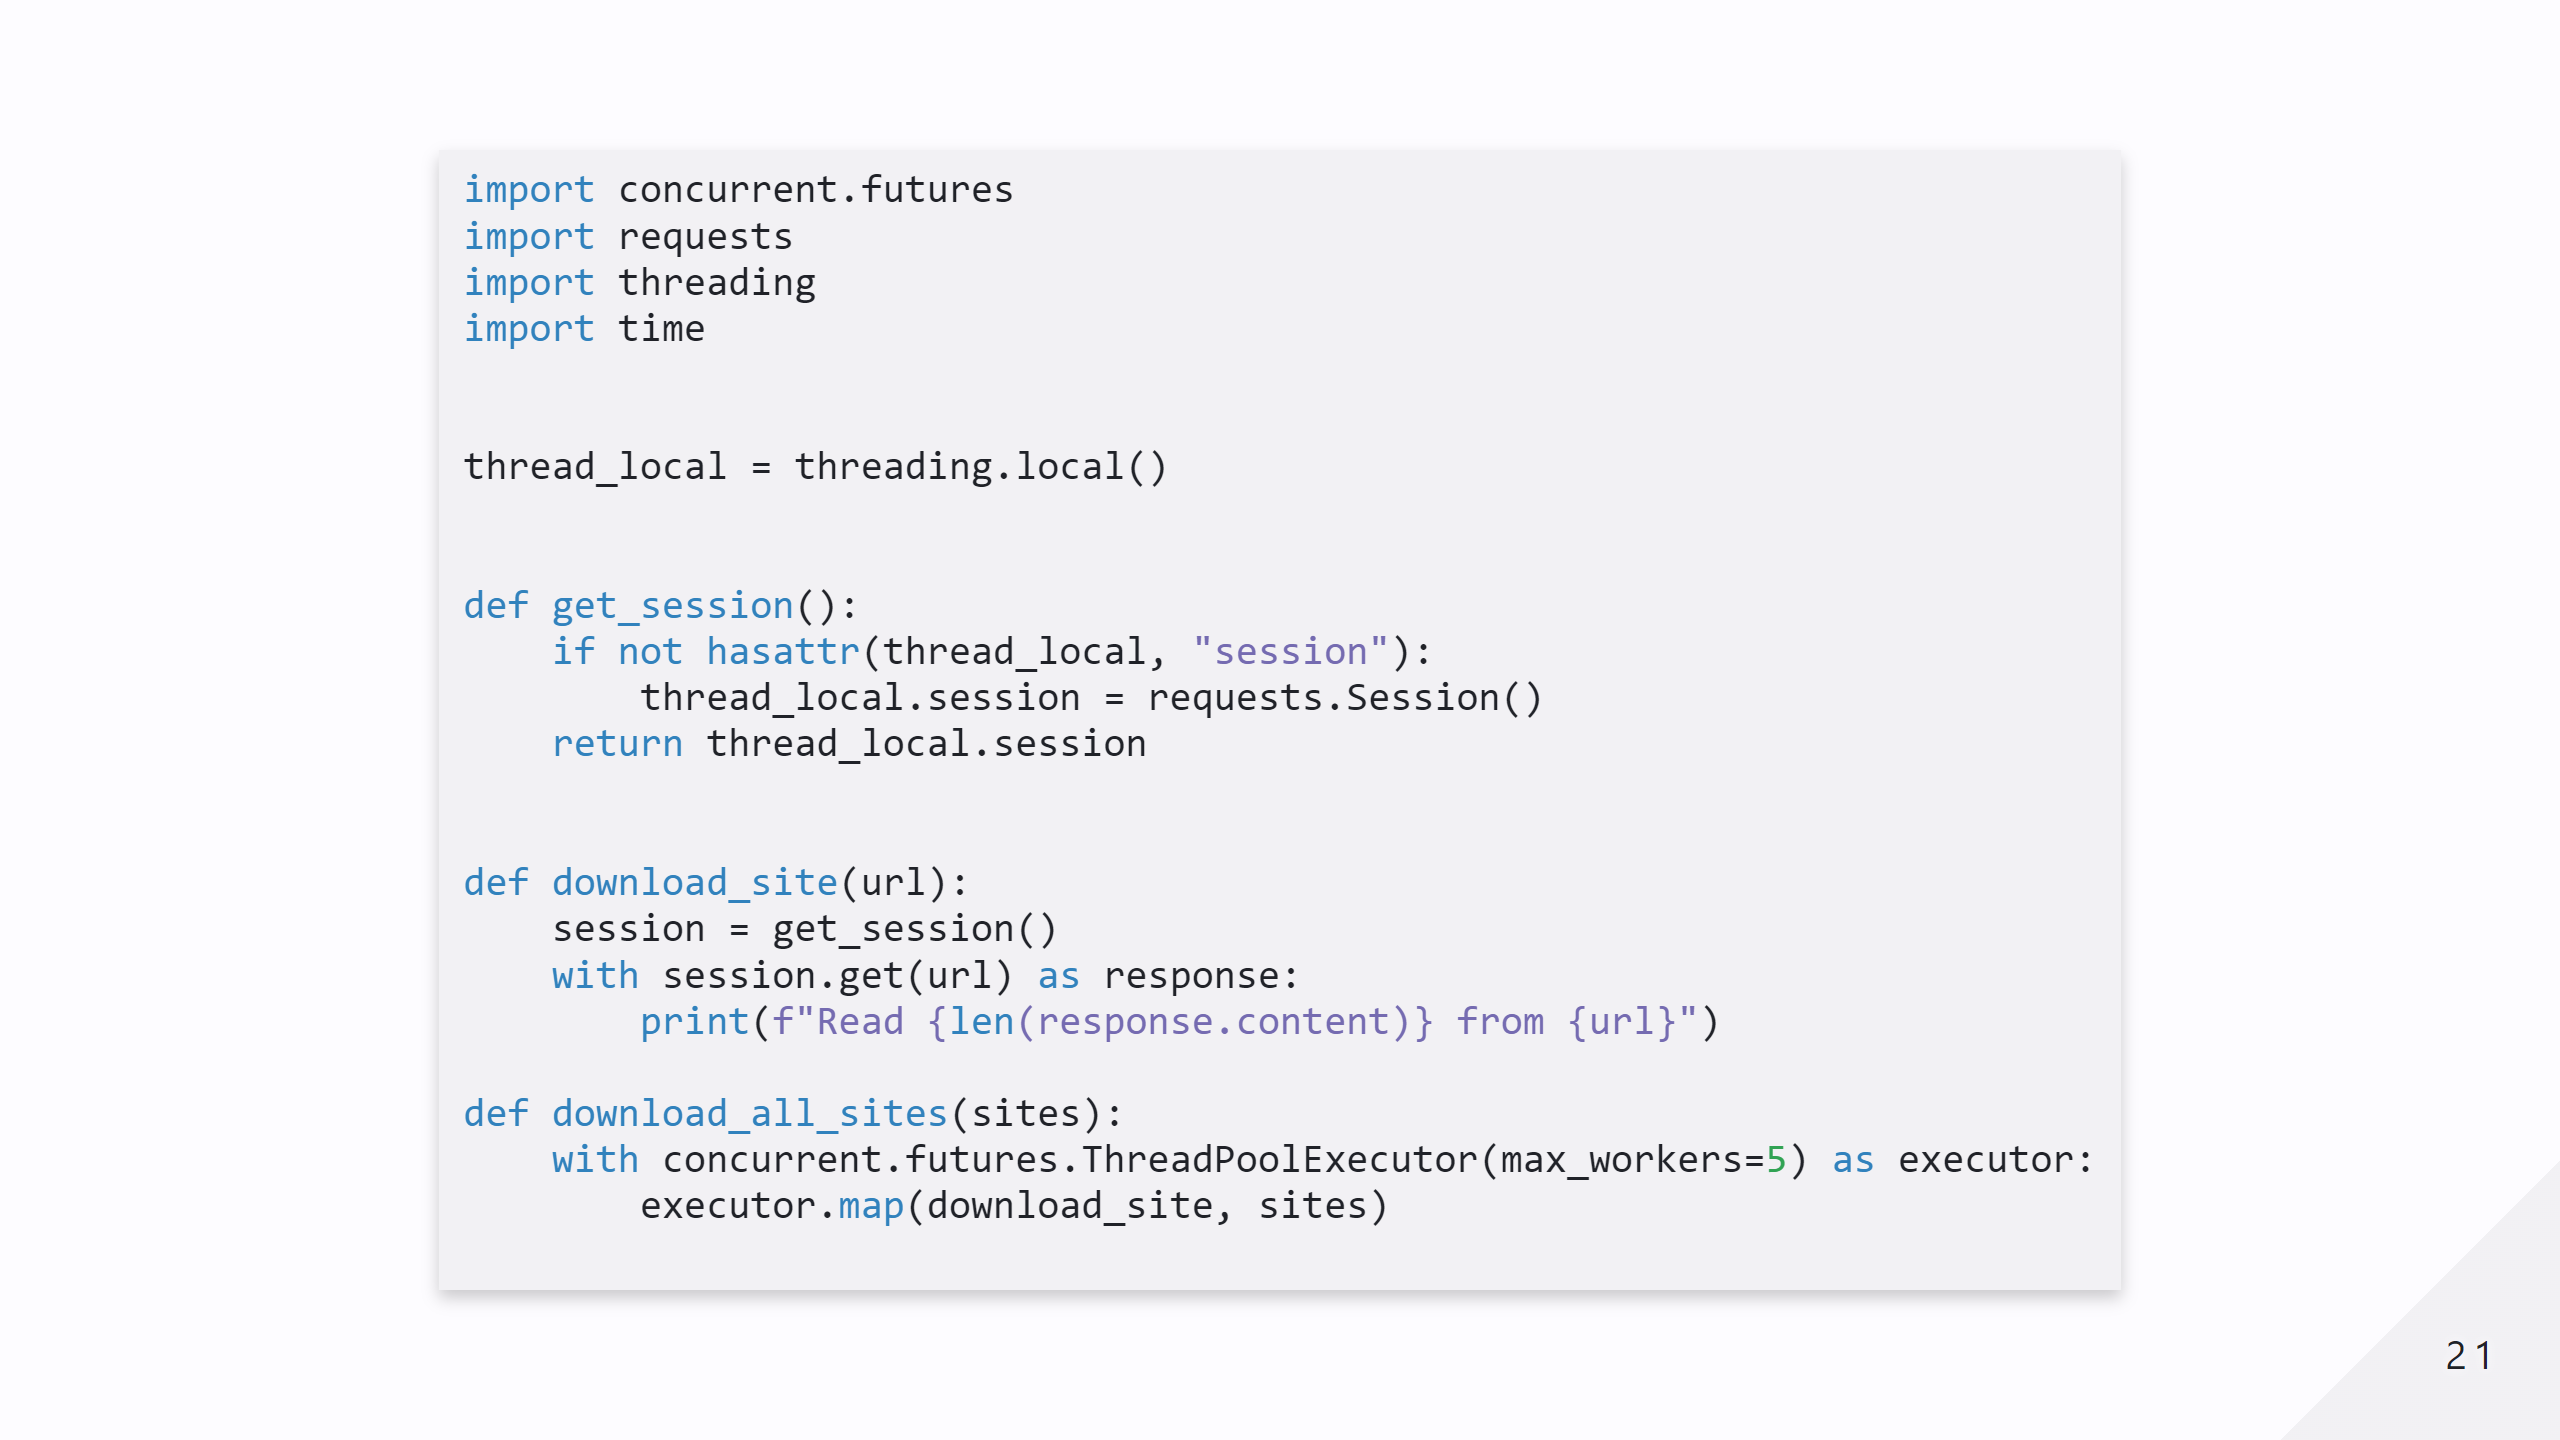 import concurrent.futures
import requests
import threading
import time
thread_local = threading.local()
def get_session():
    if not hasattr(thread_local, "session"):
        thread_local.session = requests.Session()
    return thread_local.session
def download_site(url):
    session = get_session()
    with session.get(url) as response:
        print(f"Read {len(response.content)} from {url}")
def download_all_sites(sites):
    with concurrent.futures.ThreadPoolExecutor(max_workers=5) as executor:
        executor.map(download_site, sites)
21